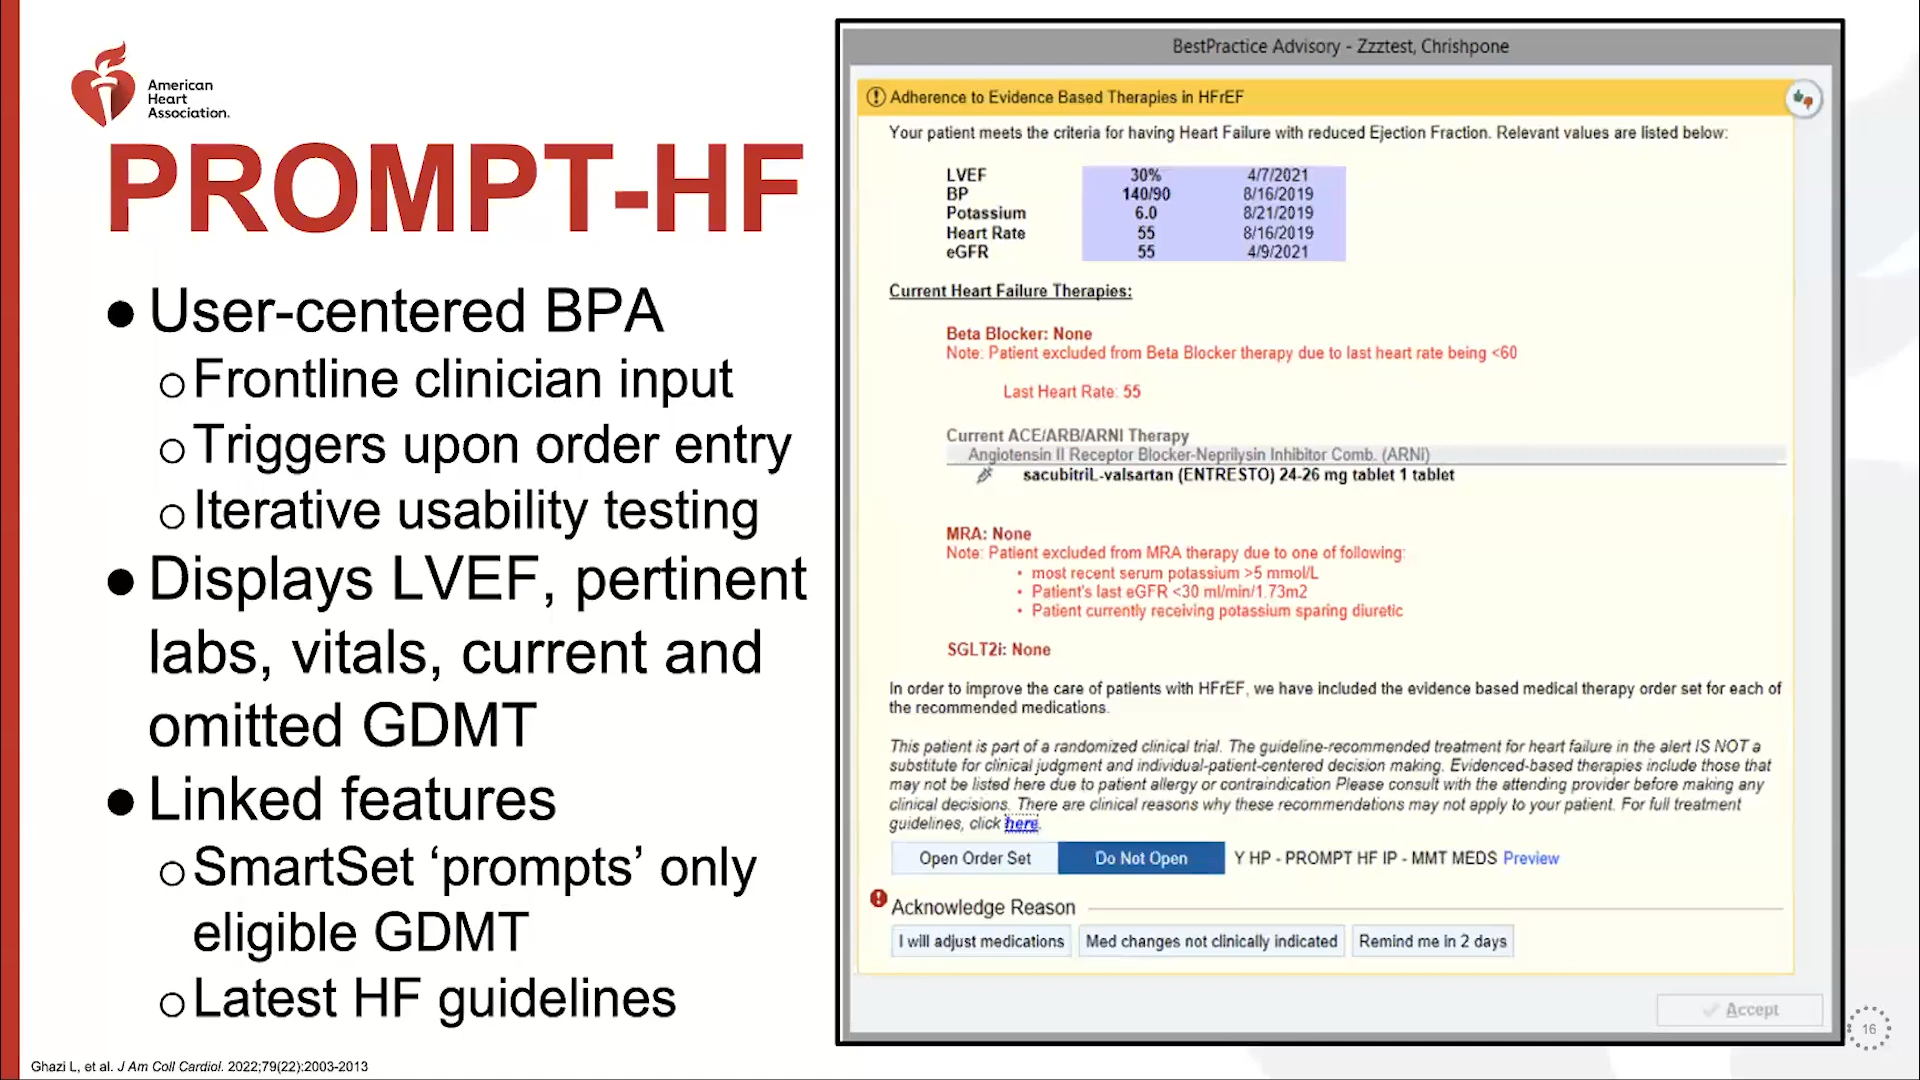 American
Heart
Association.
PROMPT-HF
● User-centered BPA
○ Frontline clinician input
○ Triggers upon order entry
○ Iterative usability testing
● Displays LVEF, pertinent
labs, vitals, current and
omitted GDMT
● Linked features
○ SmartSet ‘prompts’ only
eligible GDMT
○ Latest HF guidelines
Ghazi L, et al. J Am Coll Cardiol. 2022;79(22):2003-2013
BestPractice Advisory - Zzztest, Chrishpone
Adherence to Evidence Based Therapies in HFrEF
Your patient meets the criteria for having Heart Failure with reduced Ejection Fraction. Relevant values are listed below:
LVEF 30% 4/7/2021
BP 140/90 8/16/2019
Potassium 6.0 8/21/2019
Heart Rate 55 8/16/2019
eGFR 55 4/9/2021
Current Heart Failure Therapies:
Beta Blocker: None
Note: Patient excluded from Beta Blocker therapy due to last heart rate being <60
Last Heart Rate: 55
Current ACE/ARB/ARNI Therapy
Angiotensin II Receptor Blocker-Neprilysin Inhibitor Comb. (ARNI)
sacubitriL-valsartan (ENTRESTO) 24-26 mg tablet 1 tablet
MRA: None
Note: Patient excluded from MRA therapy due to one of following:
• most recent serum potassium >5 mmol/L
• Patient's last eGFR <30 ml/min/1.73m2
• Patient currently receiving potassium sparing diuretic
SGLT2i: None
In order to improve the care of patients with HFrEF, we have included the evidence based medical therapy order set for each of
the recommended medications.
This patient is part of a randomized clinical trial. The guideline-recommended treatment for heart failure in the alert IS NOT a
substitute for clinical judgment and individual-patient-centered decision making. Evidenced-based therapies include those that
may not be listed here due to patient allergy or contraindication Please consult with the attending provider before making any
clinical decisions. There are clinical reasons why these recommendations may not apply to your patient. For full treatment
guidelines, click here.
Open Order Set Do Not Open Y HP - PROMPT HF IP - MMT MEDS Preview
Acknowledge Reason
I will adjust medications Med changes not clinically indicated Remind me in 2 days
Accept
16